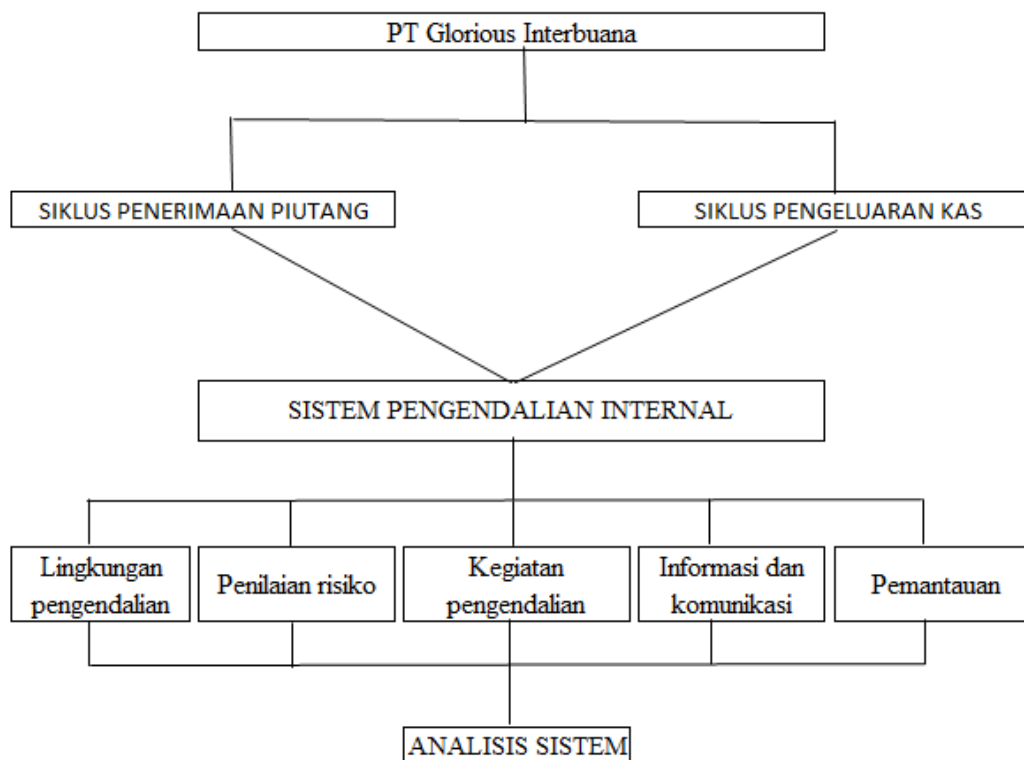 PT Glorious Interbuana
SIKLUS PENERIMAAN PIUTANG
SIKLUS PENGELUARAN KAS
SISTEM PENGENDALIAN INTERNAL
Lingkungan
pengendalian
Penilaian risiko
Kegiatan
pengendalian
Informasi dan
komunikasi
Pemantauan
ANALISIS SISTEM